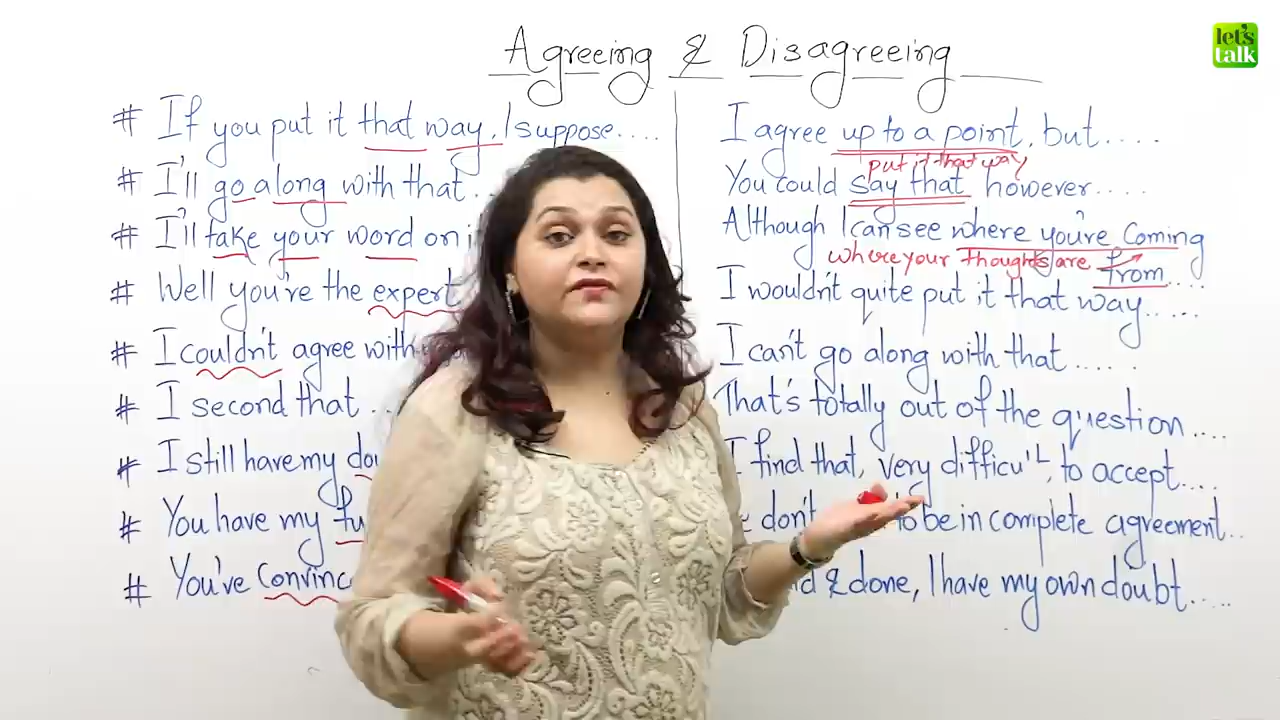 Agreeing & Disagreeing
let's
talk
# If you put it that way, I suppose....
# I'll go along with that...
# I'll take your word on
# Well you're the expert
# I couldn't agree with
# I second that...
# I still have my
# You have my
# You've
I agree up to a point, but.....
put it that way
You could say that however....
Although I can see where you're coming
where your thoughts are from....
I wouldn't quite put it that way.....
I can't go along with that.....
That's totally out of the question....
I find that, very difficult, to accept....
don't to be in complete agreement..
& done, I have my own doubt.....